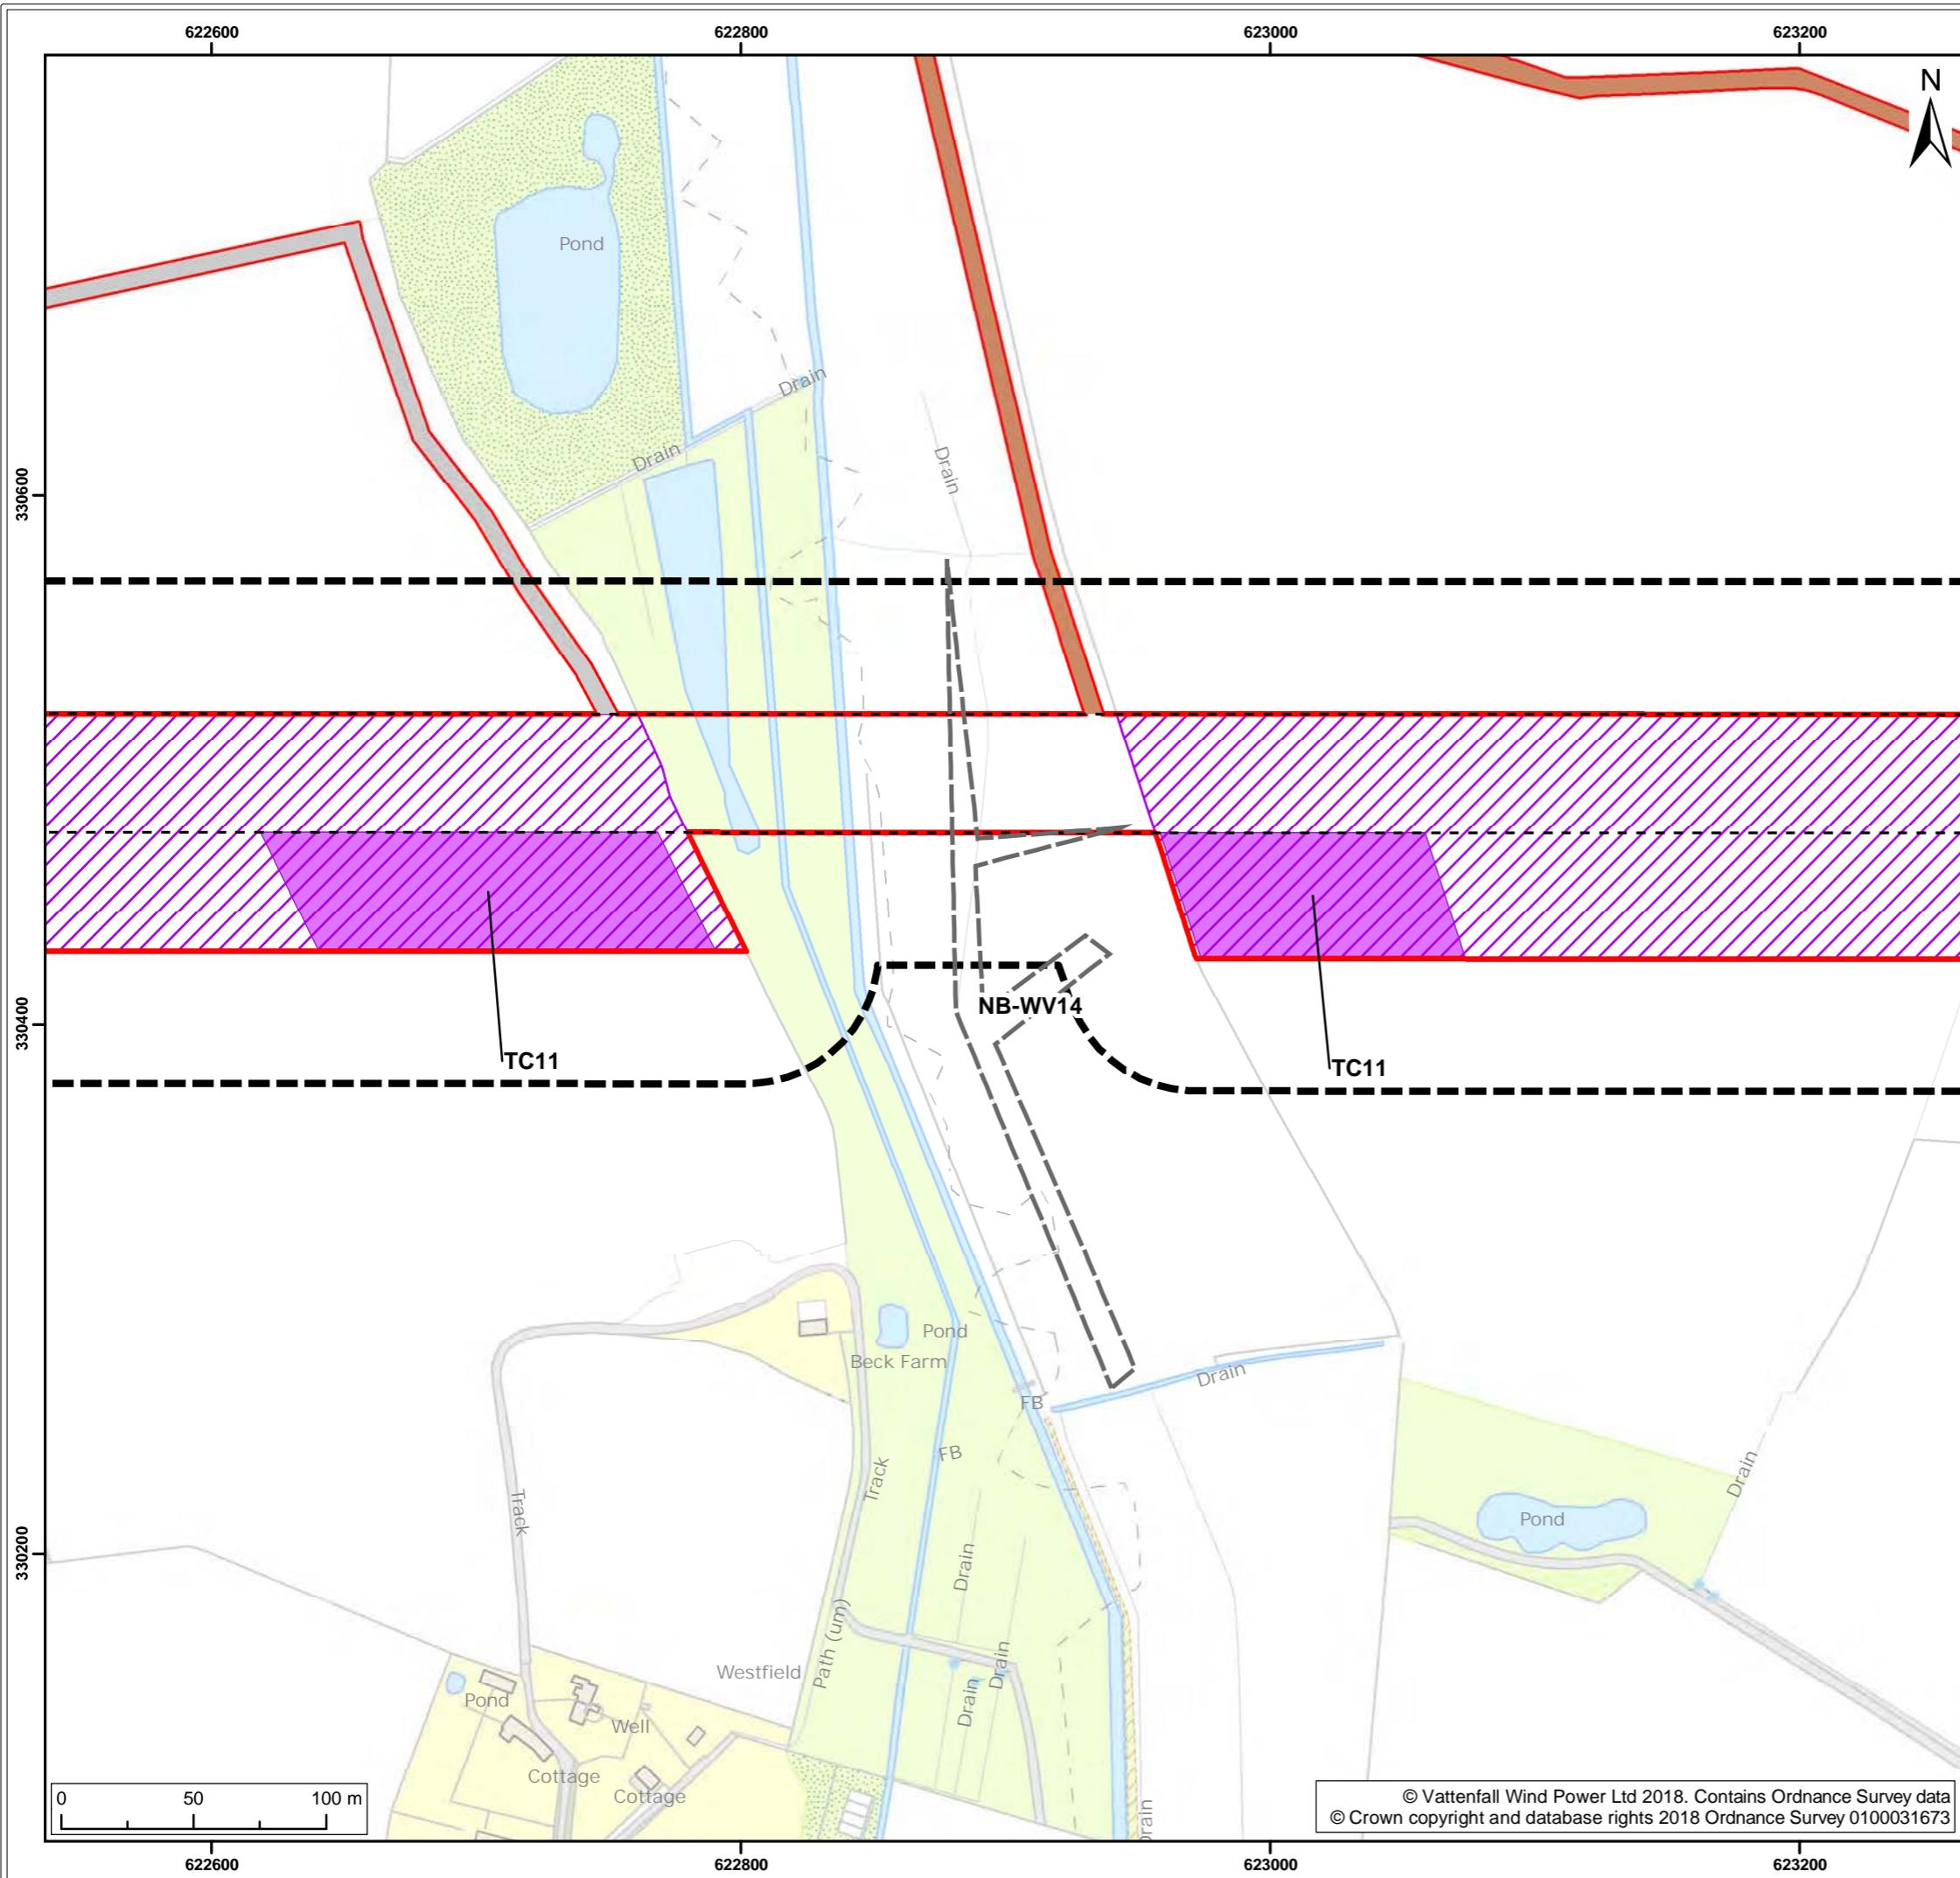 622600
622800
623000
623200
N
Pond
Drain
Drain
Drain
330600
330400
NB-WV14
TC11
TC11
Pond
Beck Farm
Drain
FB
FB
Track
Track
Drain
Pond
330200
Drain
Path (um)
Westfield
Drain
Drain
Pond
Well
Cottage
Cottage
rain
0 50 100 m
© Vattenfall Wind Power Ltd 2018. Contains Ordnance Survey data
© Crown copyright and database rights 2018 Ordnance Survey 0100031673
622600
622800
623000
623200